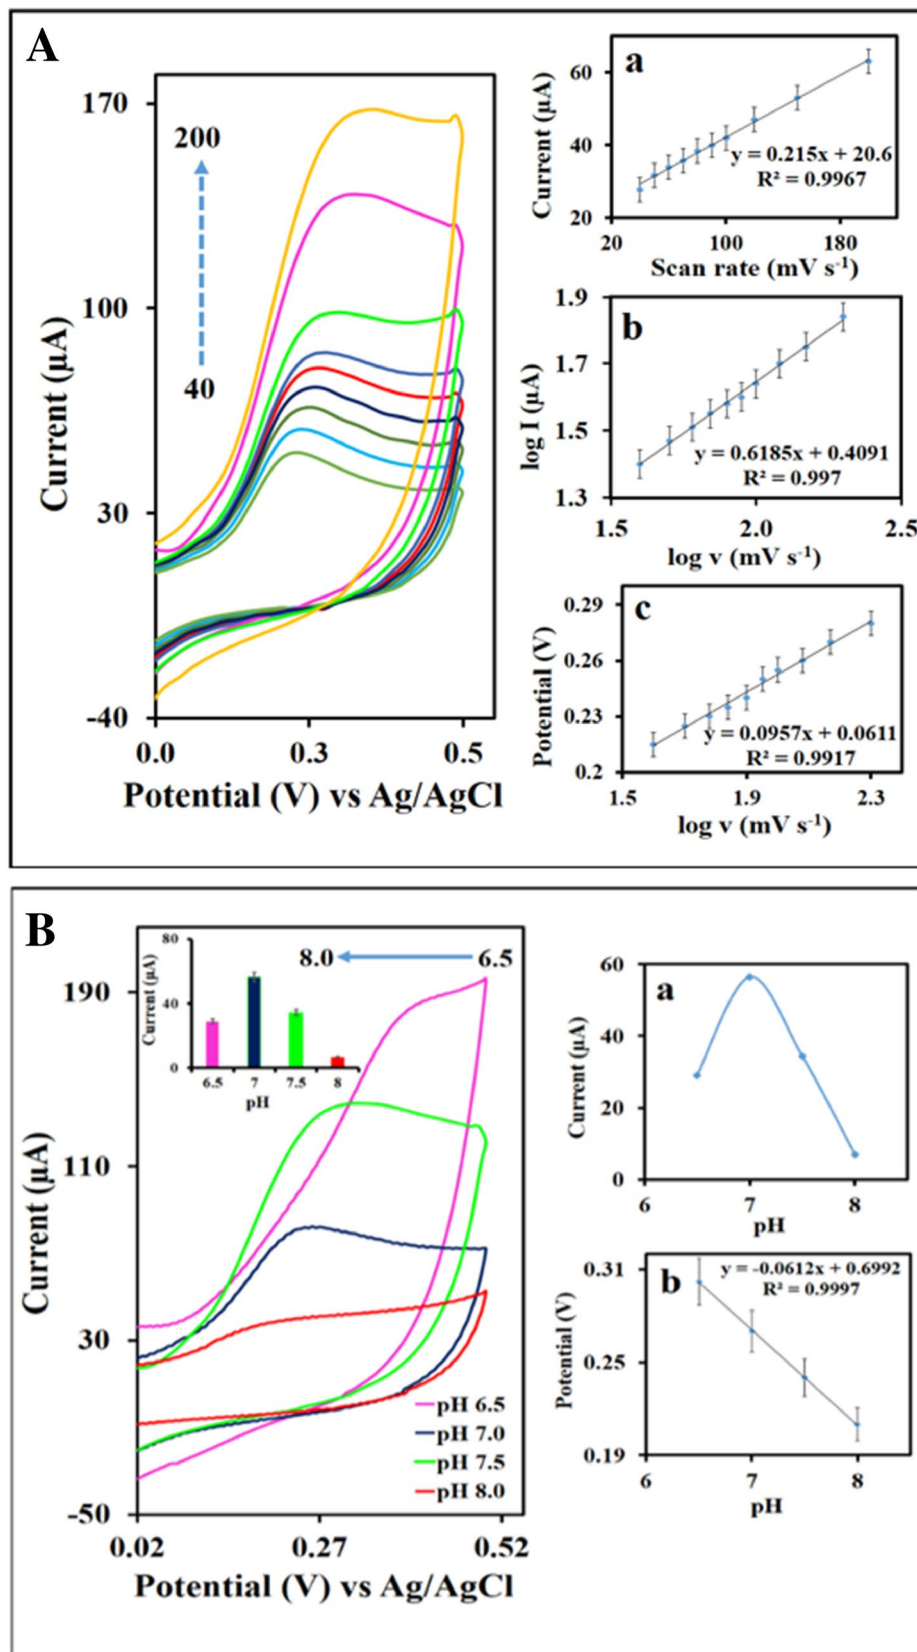 A
170
100
30
-40
0.0
0.3
0.5
200
40
Current (µA)
Potential (V) vs Ag/AgCl
a
60
40
20
20
100
180
Current (µA)
y = 0.215x + 20.6
R² = 0.9967
Scan rate (mV s⁻¹)
b
1.9
1.7
1.5
1.3
1.5
2.0
2.5
log I (µA)
y = 0.6185x + 0.4091
R² = 0.997
log v (mV s⁻¹)
c
0.29
0.26
0.23
0.2
1.5
1.9
2.3
Potential (V)
y = 0.0957x + 0.0611
R² = 0.9917
log v (mV s⁻¹)
B
190
110
30
-50
0.02
0.27
0.52
Current (µA)
Potential (V) vs Ag/AgCl
80
40
0
6.5
7
7.5
8
Current (µA)
pH
8.0
6.5
pH 6.5
pH 7.0
pH 7.5
pH 8.0
a
60
40
20
0
6
7
8
Current (µA)
pH
b
0.31
0.25
0.19
6
7
8
Potential (V)
y = -0.0612x + 0.6992
R² = 0.9997
pH